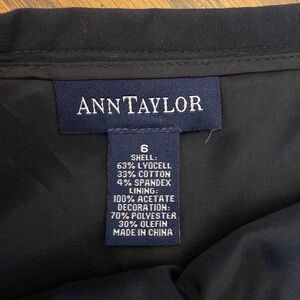 ANNTAYLOR
6
SHELL:
63% LYOCELL
33% COTTON
4% SPANDEX
LINING:
100% ACETATE
DECORATION:
70% POLYESTER
30% OLEFIN
MADE IN CHINA